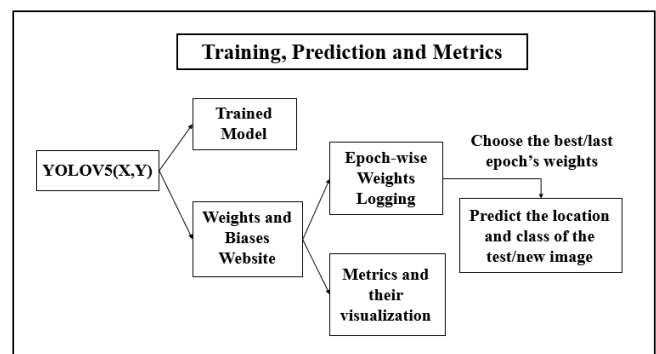 Training, Prediction and Metrics
Trained
Model
YOLOV5(X,Y)
Weights and
Biases
Website
Epoch-wise
Weights
Logging
Metrics and
their
visualization
Choose the best/last
epoch's weights
Predict the location
and class of the
test/new image